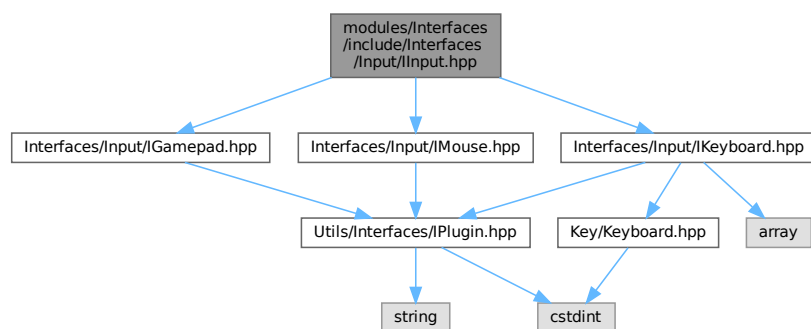 modules/Interfaces
/include/Interfaces
/Input/IInput.hpp
Interfaces/Input/IGamepad.hpp
Interfaces/Input/IMouse.hpp
Interfaces/Input/IKeyboard.hpp
Utils/Interfaces/IPlugin.hpp
Key/Keyboard.hpp
array
string
cstdint